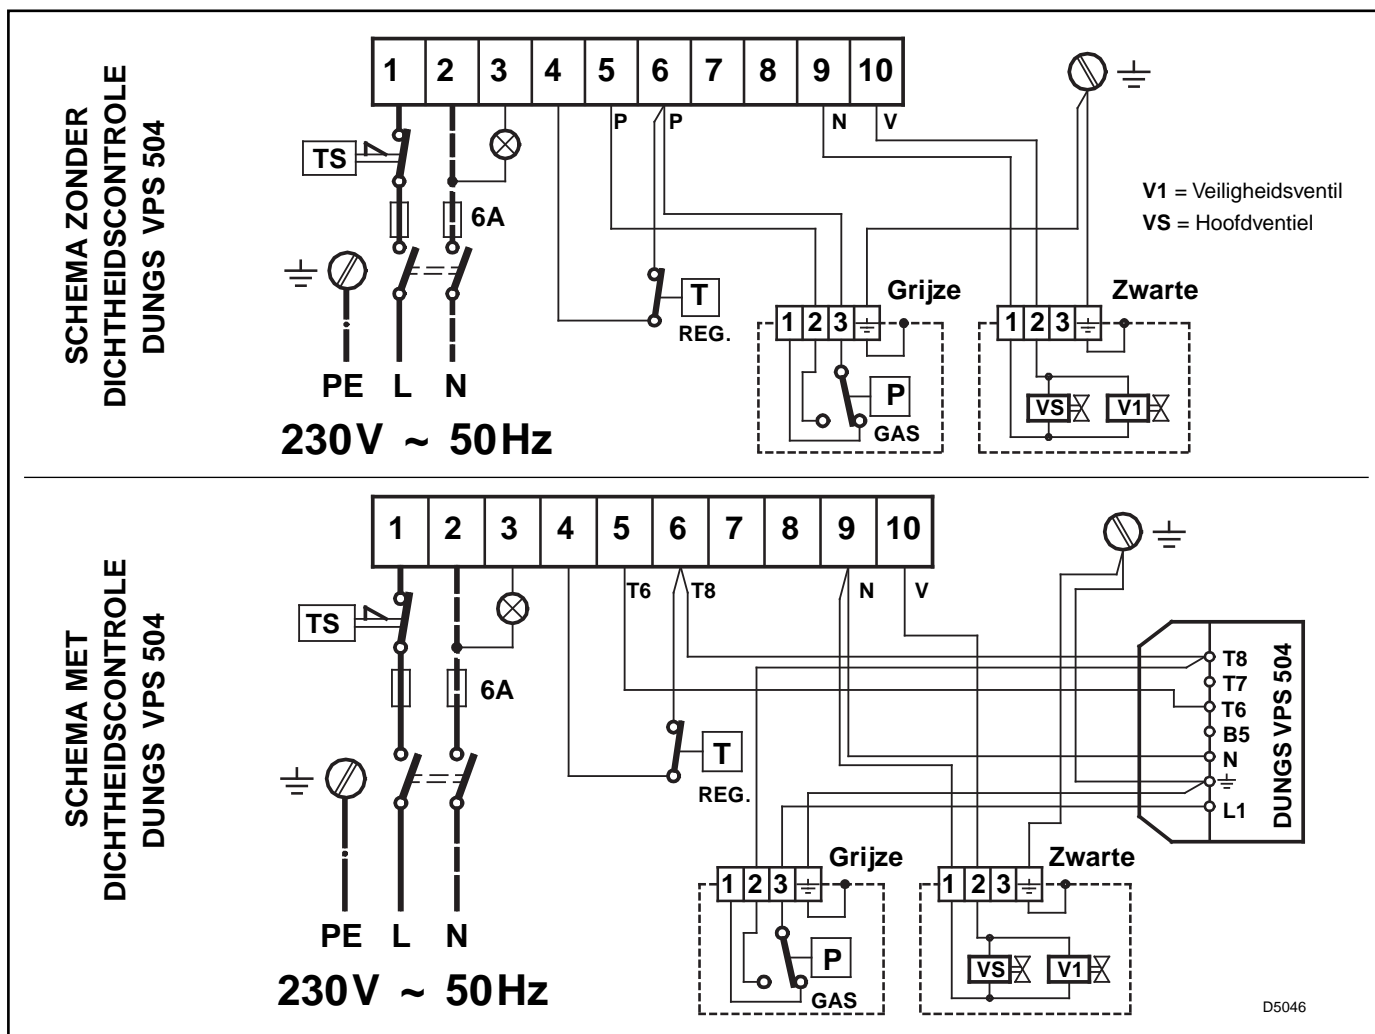 SCHEMA ZONDER
DICHTHEIDSCONTROLE
DUNGS VPS 504
1 2 3 4 5 6 7 8 9 10
P P N V
TS
6A
V1 = Veiligheidsventil
VS = Hoofdventiel
T
REG.
Grijze
Zwarte
1 2 3
1 2 3
P
GAS
VS V1
PE L N
230V ~ 50Hz
SCHEMA MET
DICHTHEIDSCONTROLE
DUNGS VPS 504
1 2 3 4 5 6 7 8 9 10
T6 T8 N V
TS
6A
T8
T7
T6
B5
N
L1
DUNGS VPS 504
T
REG.
Grijze
Zwarte
1 2 3
1 2 3
P
GAS
VS V1
PE L N
230V ~ 50Hz
D5046